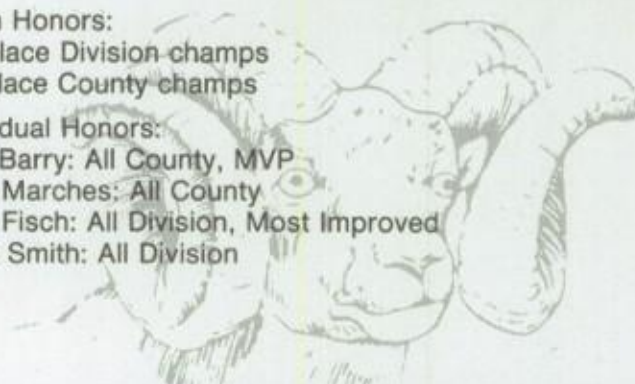 Honors:
lace Division champs
lace County champs
dual Honors:
Barry: All County, MVP
Marches: All County
Fisch: All Division, Most Improved
Smith: All Division